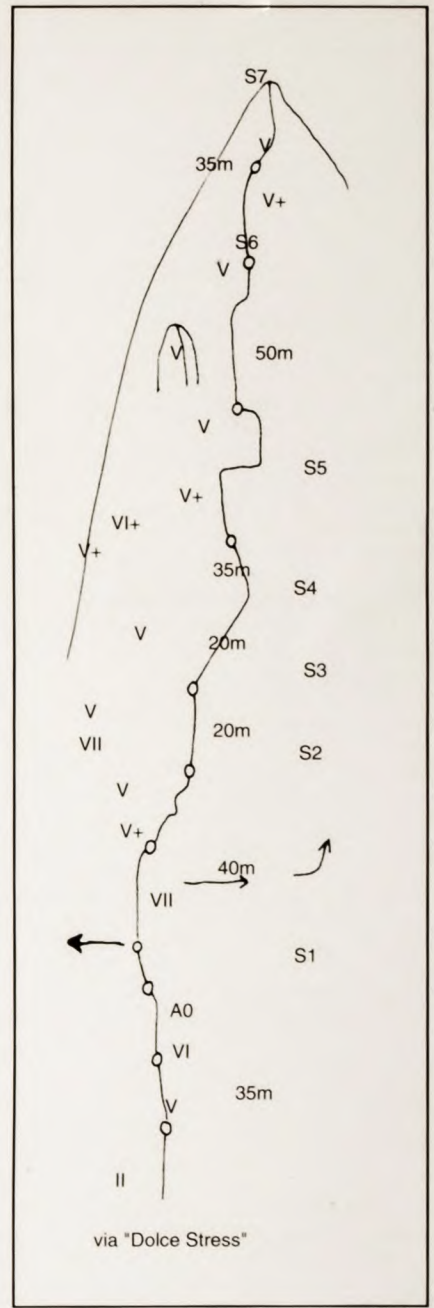 S7
V
35m
V+
S6
V
50m
V
V
S5
V+
VI+
V+
35m
S4
V
20m
S3
V
20m
VII
S2
V
V+
40m
VII
S1
A0
VI
35m
V
II
via "Dolce Stress"